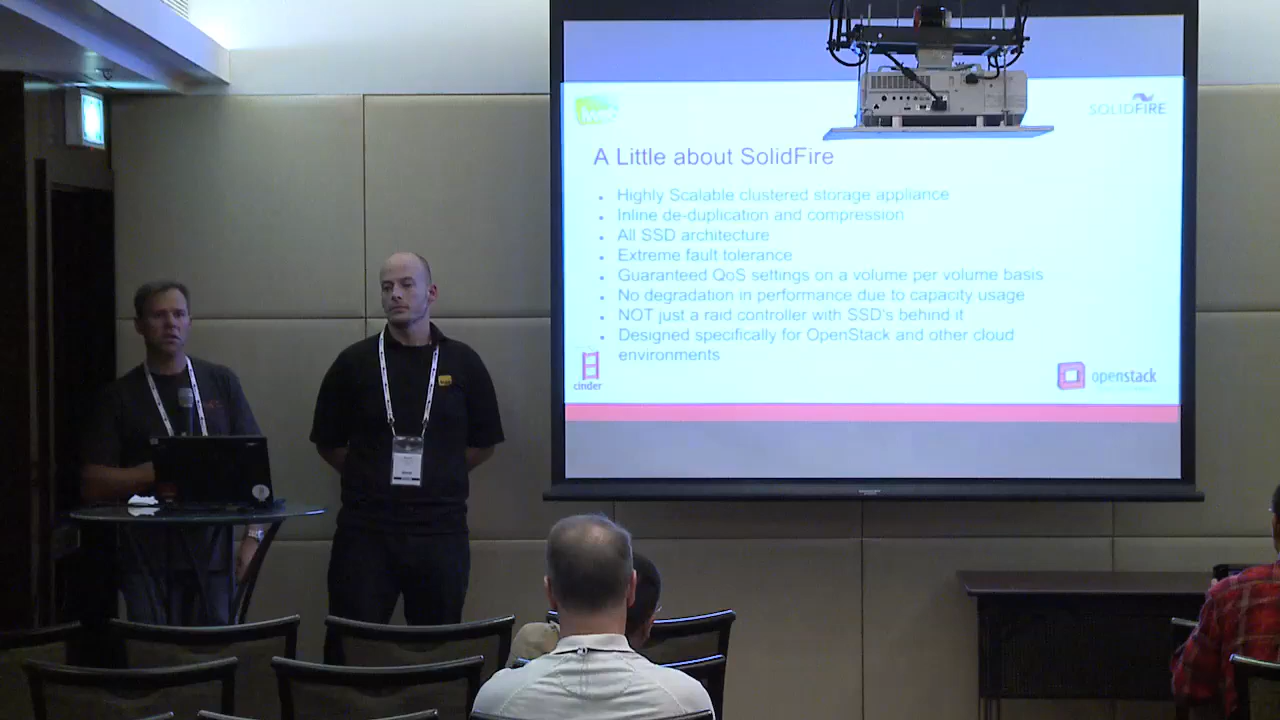 SOLIDFIRE
A Little about SolidFire
Highly Scalable clustered storage appliance
Inline de-duplication and compression
All SSD architecture
Extreme fault tolerance
Guaranteed QoS settings on a volume per volume basis
No degradation in performance due to capacity usage
NOT just a raid controller with SSD's behind it
Designed specifically for OpenStack and other cloud
environments
cinder
openstack